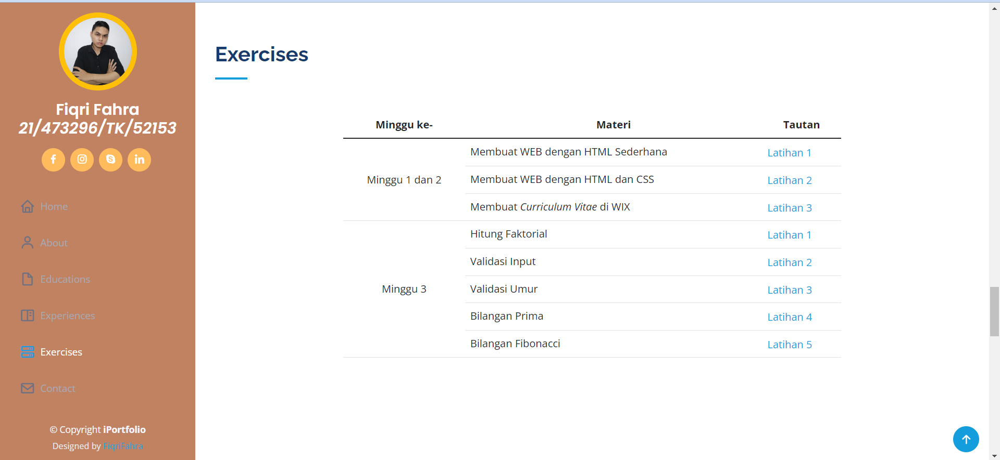 Fiqri Fahra
21/473296/TK/52153
Home
About
Educations
Experiences
Exercises
Contact
© Copyright iPortfolio
Designed by FiqriFahra
Exercises
Minggu ke- Materi Tautan
Minggu 1 dan 2
Membuat WEB dengan HTML Sederhana Latihan 1
Membuat WEB dengan HTML dan CSS Latihan 2
Membuat Curriculum Vitae di WIX Latihan 3
Minggu 3
Hitung Faktorial Latihan 1
Validasi Input Latihan 2
Validasi Umur Latihan 3
Bilangan Prima Latihan 4
Bilangan Fibonacci Latihan 5